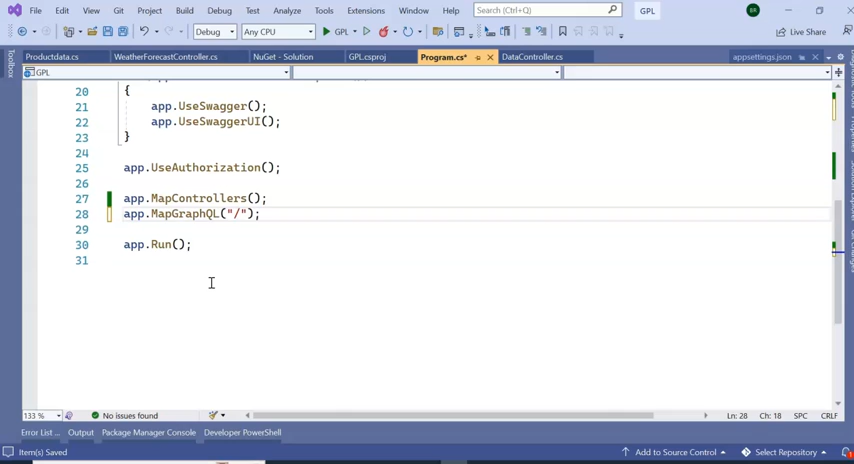 File Edit View Git Project Build Debug Test Analyze Tools Extensions Window Help Search (Ctrl+Q) GPL BR
Debug Any CPU GPL Live Share
Productdata.cs WeatherForecastController.cs NuGet - Solution GPL.csproj Program.cs* DataController.cs appsettings.json
Toolbox
GPL
20 {
21 app.UseSwagger();
22 app.UseSwaggerUI();
23 }
24
25 app.UseAuthorization();
26
27 app.MapControllers();
28 app.MapGraphQL("/");
29
30 app.Run();
31
133 % No issues found Ln: 28 Ch: 18 SPC CRLF
Error List ... Output Package Manager Console Developer PowerShell
Item(s) Saved Add to Source Control Select Repository